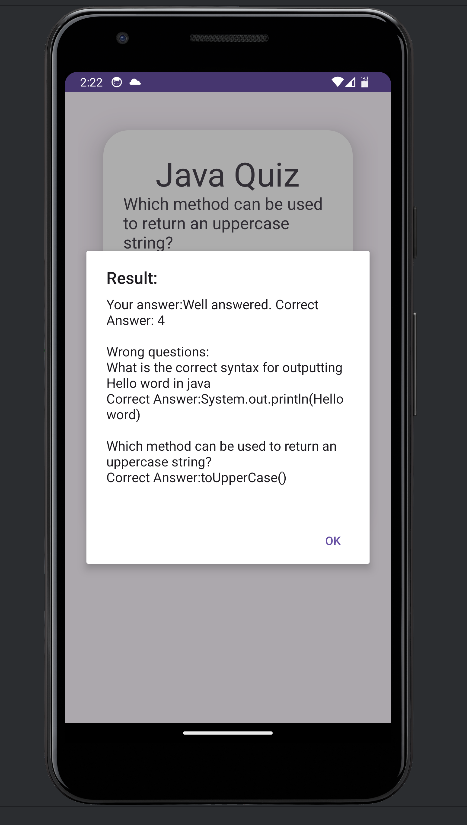 2:22
Java Quiz
Which method can be used
to return an uppercase
string?
Result:
Your answer:Well answered. Correct
Answer: 4
Wrong questions:
What is the correct syntax for outputting
Hello word in java
Correct Answer:System.out.println(Hello
word)
Which method can be used to return an
uppercase string?
Correct Answer:toUpperCase()
OK